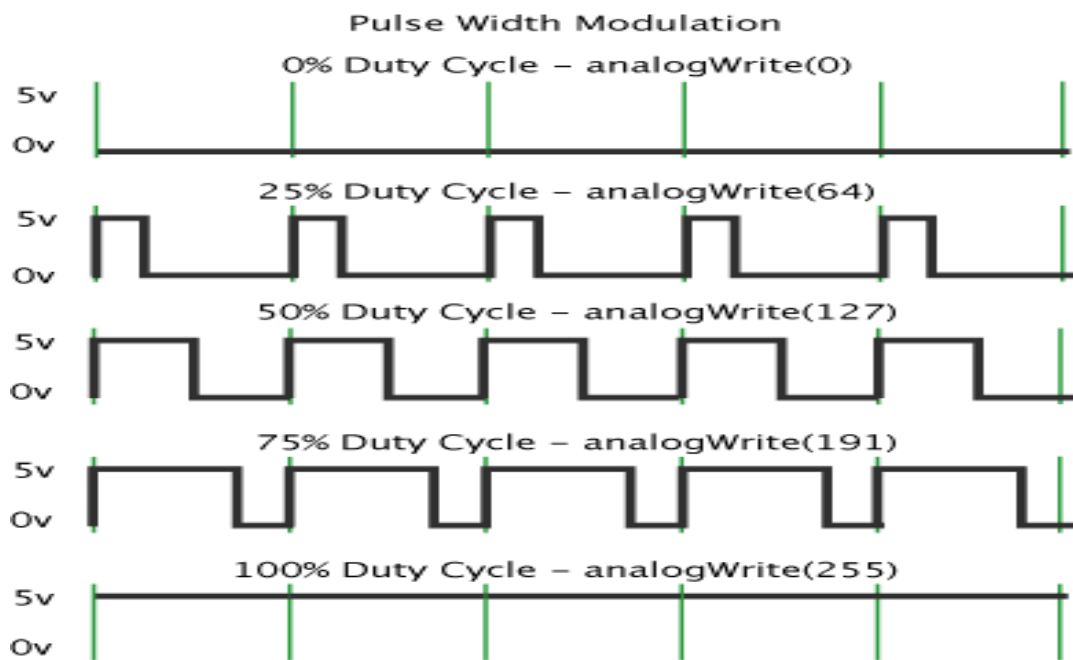 Pulse Width Modulation
0% Duty Cycle – analogWrite(0)
5v
0v
25% Duty Cycle – analogWrite(64)
5v
0v
50% Duty Cycle – analogWrite(127)
5v
0v
75% Duty Cycle – analogWrite(191)
5v
0v
100% Duty Cycle – analogWrite(255)
5v
0v